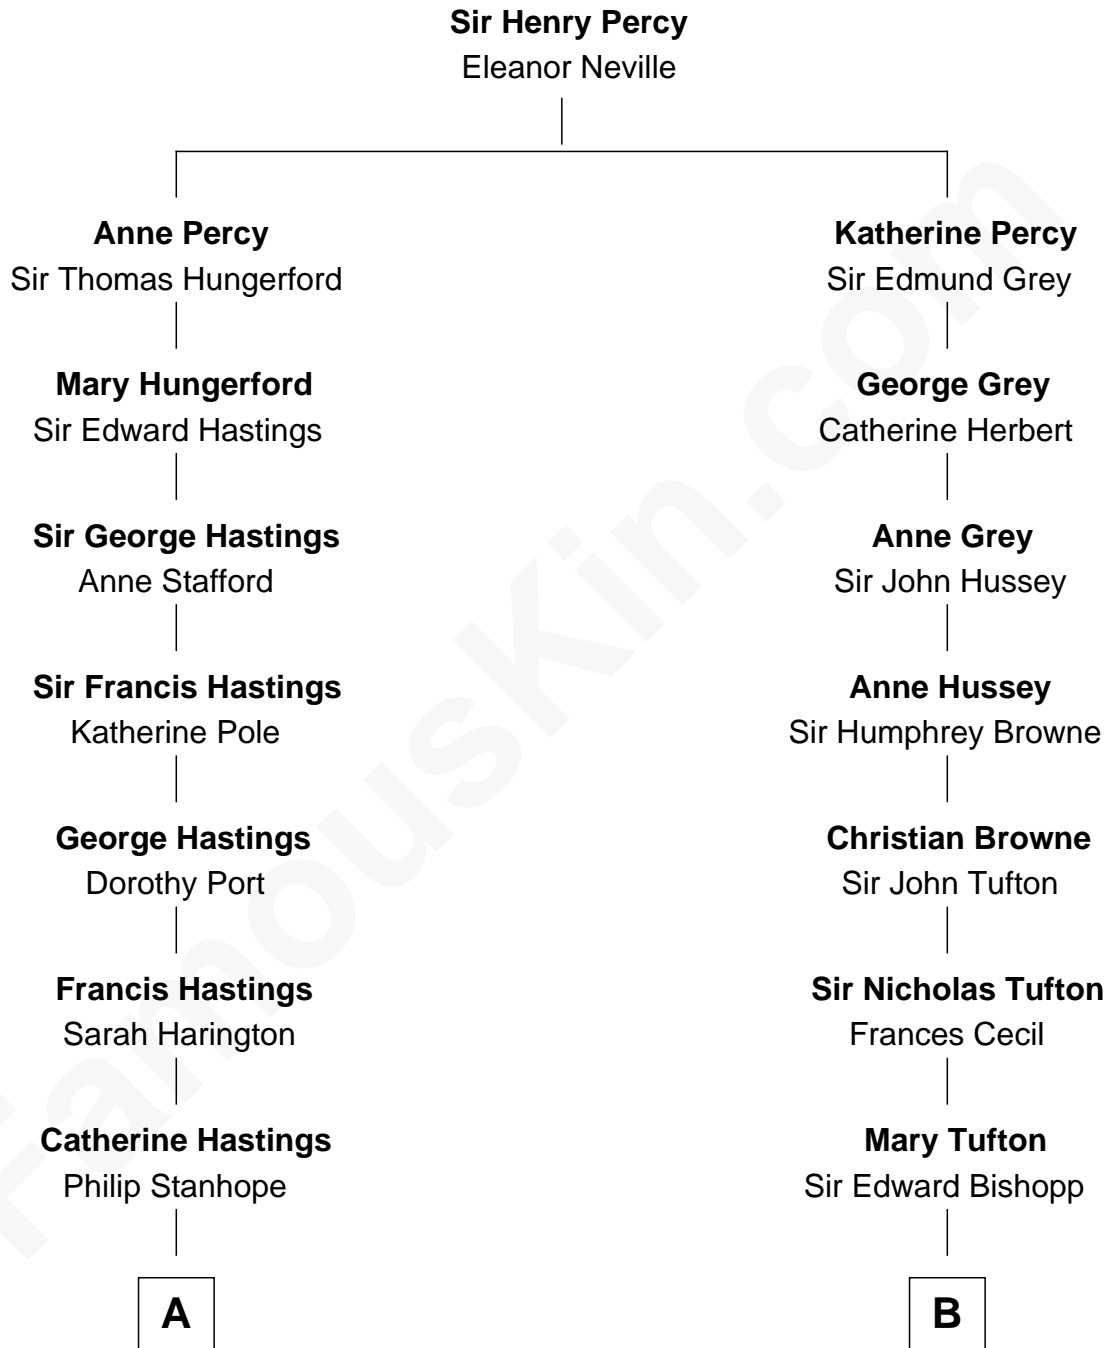 Sir Henry Percy
Eleanor Neville
Anne Percy
Sir Thomas Hungerford
Katherine Percy
Sir Edmund Grey
Mary Hungerford
Sir Edward Hastings
George Grey
Catherine Herbert
Sir George Hastings
Anne Stafford
Anne Grey
Sir John Hussey
Sir Francis Hastings
Katherine Pole
Anne Hussey
Sir Humphrey Browne
George Hastings
Dorothy Port
Christian Browne
Sir John Tufton
Francis Hastings
Sarah Harington
Sir Nicholas Tufton
Frances Cecil
Catherine Hastings
Philip Stanhope
Mary Tufton
Sir Edward Bishopp
A
B
FamousKin.com